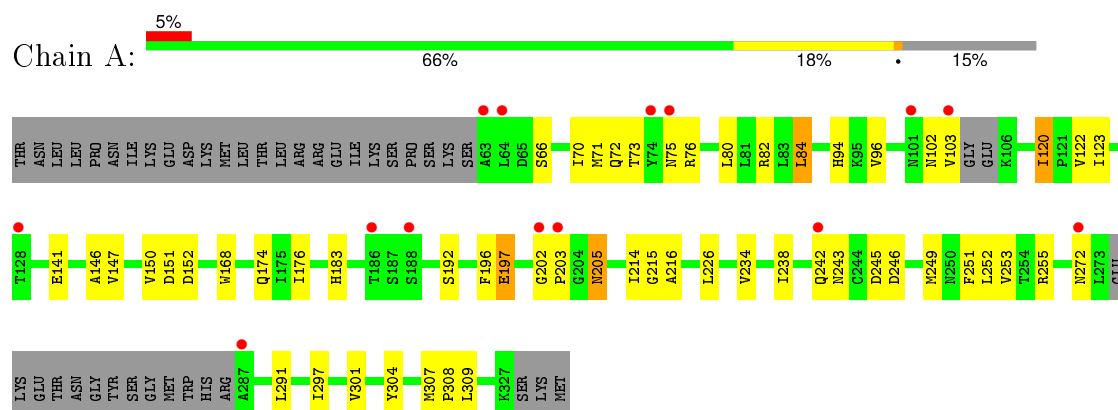 5%
Chain A:
66% 18% • 15%
THR ASN LEU LEU PRO ASN ILE LYS GLU ASP LYS MET LEU THR LEU ARG ARG GLU ILE LYS SER PRO SER LYS SER A63 L64 D65 S66 I70 M71 Q72 T73 Y74 N75 R76 L80 L81 R82 L83 L84 H94 K95 V96 N101 N102 V103 GLY GLU K106 I120 P121 V122 I123
T128 E141 A146 V147 V150 D151 D152 W168 Q174 I175 I176 H183 T186 S187 S188 S192 F196 E197 G202 P203 G204 N205 I214 G215 A216 L226 V234 I238 Q242 N243 C244 D245 D246 M249 N250 F251 L252 V253 T254 R255 N272 L273 GLU
LYS GLU THR ASN GLY TYR SER GLY MET TRP HIS ARG A287 L291 I297 V301 Y304 M307 P308 L309 K327 SER LYS MET